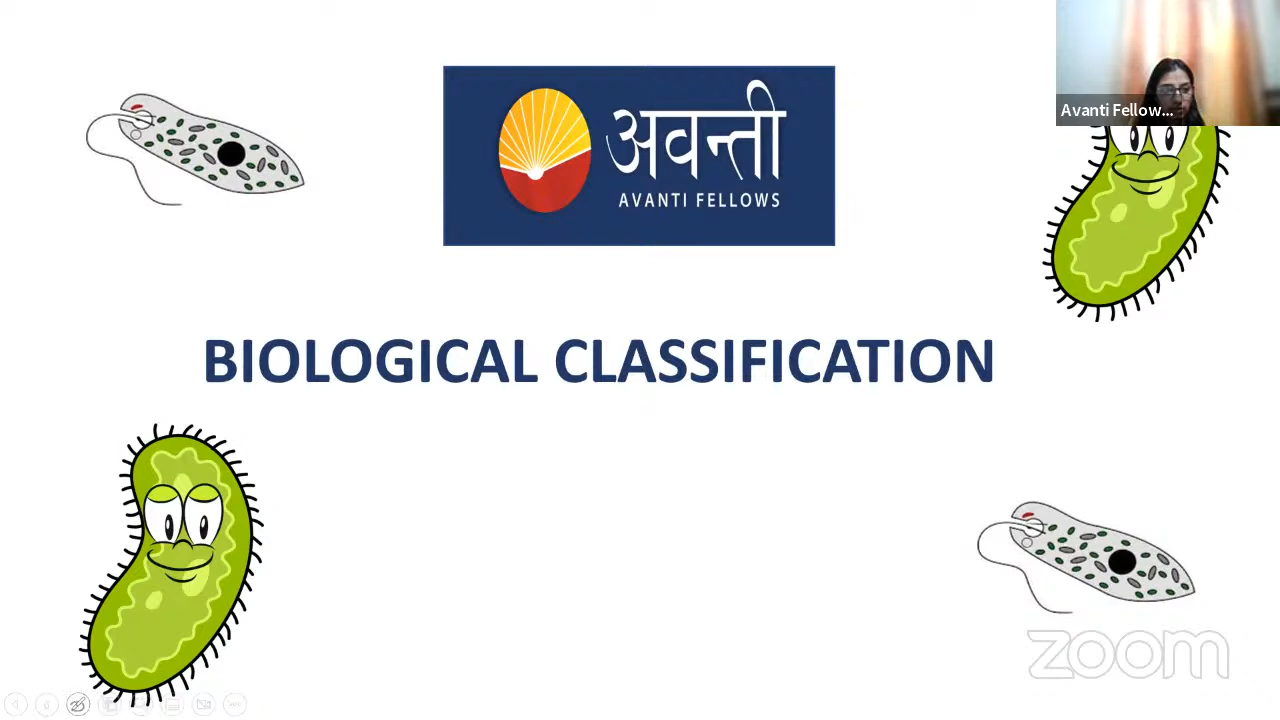 Avanti Fellow...
अवन्ती
AVANTI FELLOWS
BIOLOGICAL CLASSIFICATION
zoom